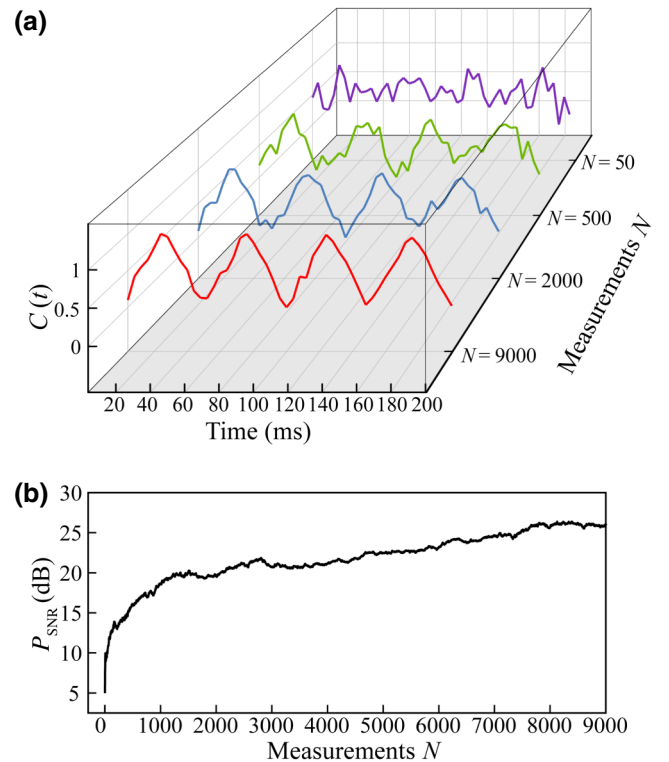 (a)
N = 50
N = 500
N = 2000
N = 9000
Measurements N
1
0.5
0
C (t)
20 40 60 80 100 120 140 160 180 200
Time (ms)
(b)
30
25
20
15
10
5
P_SNR (dB)
0 1000 2000 3000 4000 5000 6000 7000 8000 9000
Measurements N